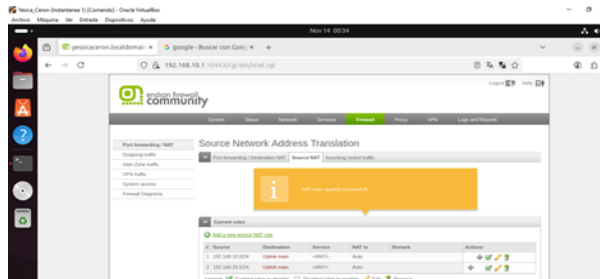 Yesica_Ceron (Instantánea 1) [Corriendo] - Oracle VirtualBox
Archivo Máquina Ver Entrada Dispositivos Ayuda
Nov 14 00:34
yessicaceron.localdomain
google - Buscar con Goog
192.168.10.1:10443/cgi-bin/snat.cgi
endian firewall
community
Logout Help
System Status Network Services Firewall Proxy VPN Logs and Reports
Port forwarding / NAT
Outgoing traffic
Inter-Zone traffic
VPN traffic
System access
Firewall Diagrams
Source Network Address Translation
Port forwarding / Destination NAT Source NAT Incoming routed traffic
NAT rules applied successfully
Current rules
Add a new source NAT rule
# Source Destination Service NAT to Remark Actions
1 192.168.10.0/24 Uplink main <ANY> Auto
2 192.168.20.0/24 Uplink main <ANY> Auto